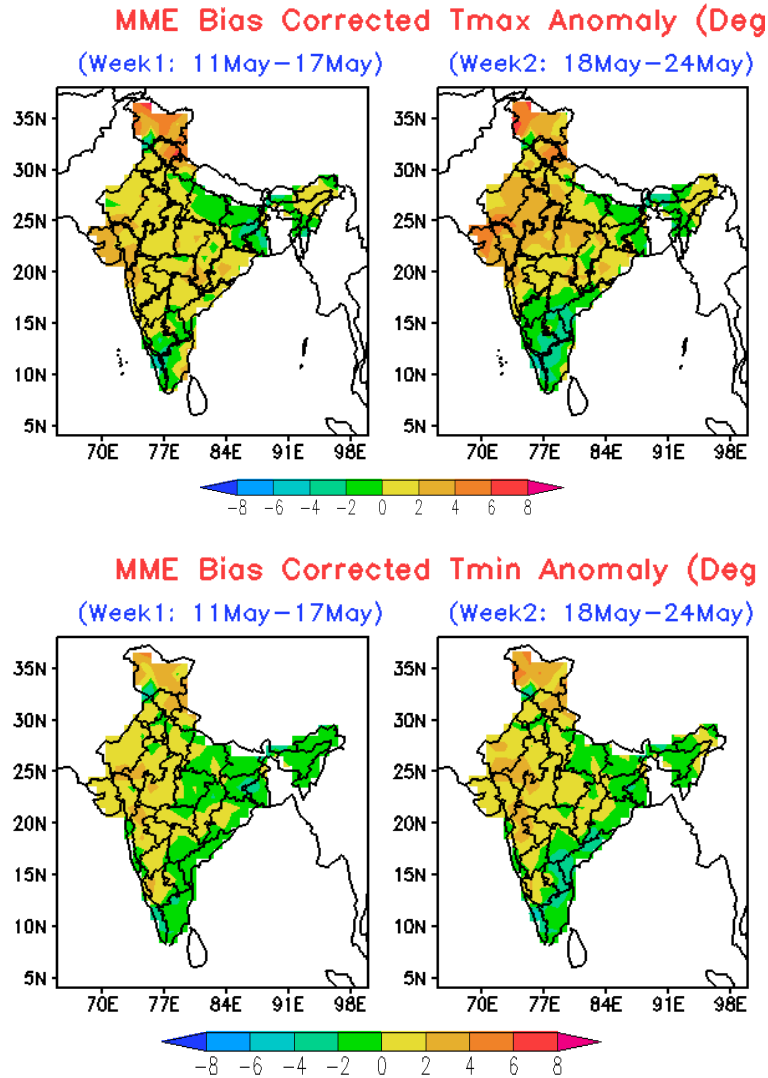 MME Bias Corrected Tmax Anomaly (Deg
(Week1: 11May-17May) (Week2: 18May-24May)
35N 35N
30N 30N
25N 25N
20N 20N
15N 15N
10N 10N
5N 5N
70E 77E 84E 91E 98E 70E 77E 84E 91E 98E
-8 -6 -4 -2 0 2 4 6 8
MME Bias Corrected Tmin Anomaly (Deg
(Week1: 11May-17May) (Week2: 18May-24May)
35N 35N
30N 30N
25N 25N
20N 20N
15N 15N
10N 10N
5N 5N
70E 77E 84E 91E 98E 70E 77E 84E 91E 98E
-8 -6 -4 -2 0 2 4 6 8